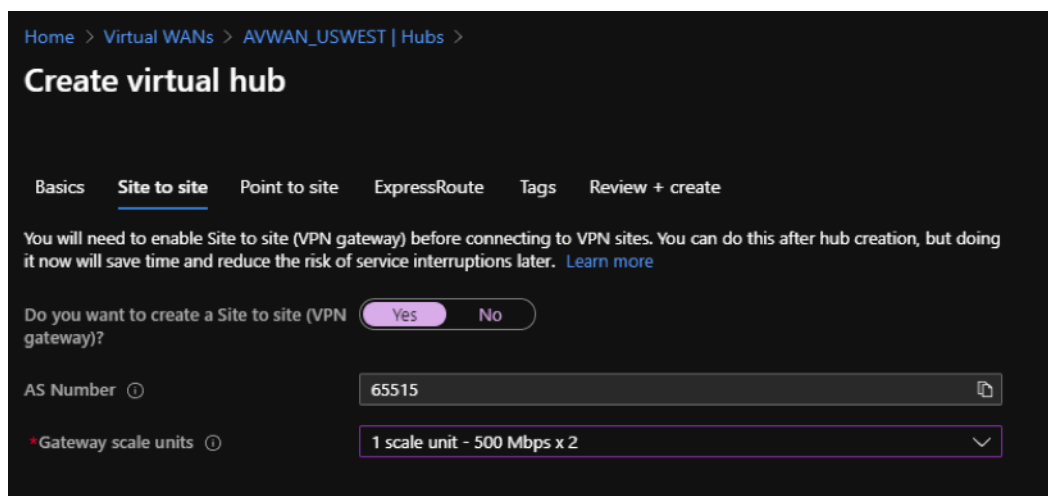 Home > Virtual WANs > AVWAN_USWEST | Hubs >
Create virtual hub
Basics Site to site Point to site ExpressRoute Tags Review + create
You will need to enable Site to site (VPN gateway) before connecting to VPN sites. You can do this after hub creation, but doing
it now will save time and reduce the risk of service interruptions later. Learn more
Do you want to create a Site to site (VPN Yes No
gateway)?
AS Number 65515
*Gateway scale units 1 scale unit - 500 Mbps x 2